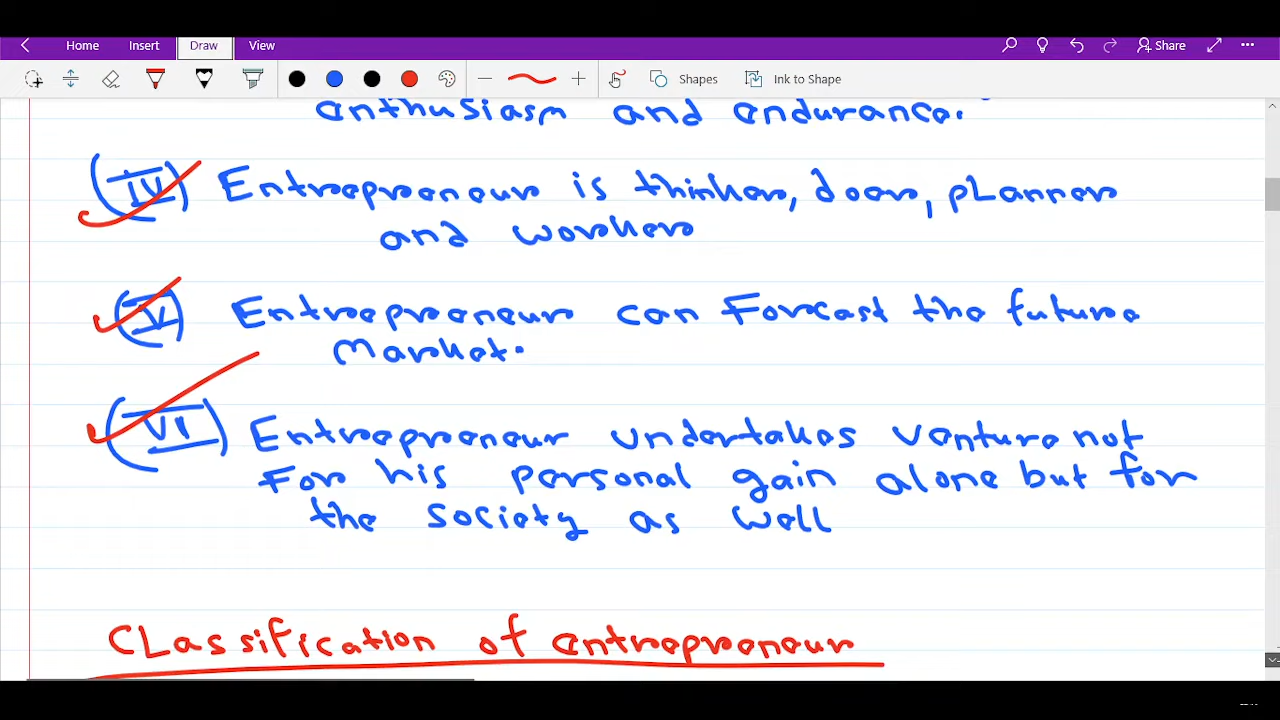 Home Insert Draw View Share
Shapes Ink to Shape
enthusiasm and endurance.
(IV) Entrepreneur is thinker, doer, pLanner
and worker
(V) Entrepreneur can Forcast the future
Market.
(VI) Entrepreneur undertakes venture not
For his personal gain alone but for
the society as well
CLassification of entrepreneur